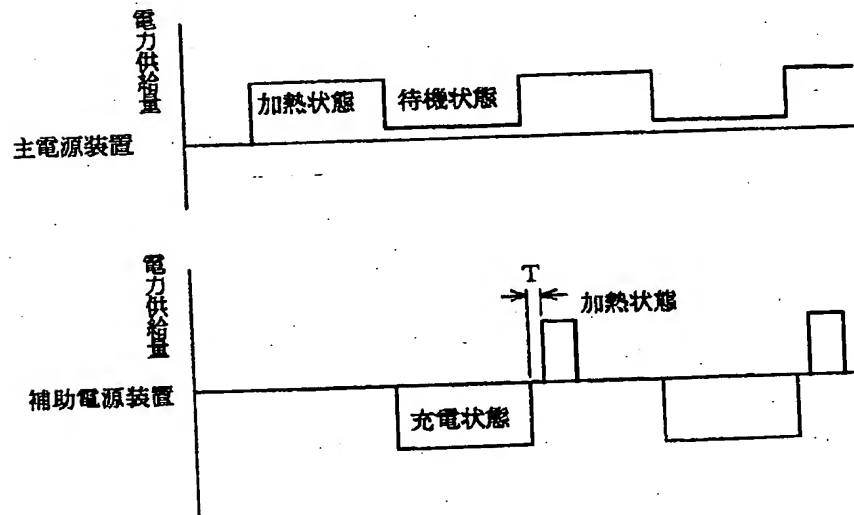 電力供給量
加熱状態
待機状態
主電源装置
電力供給量
T
加熱状態
補助電源装置
充電状態